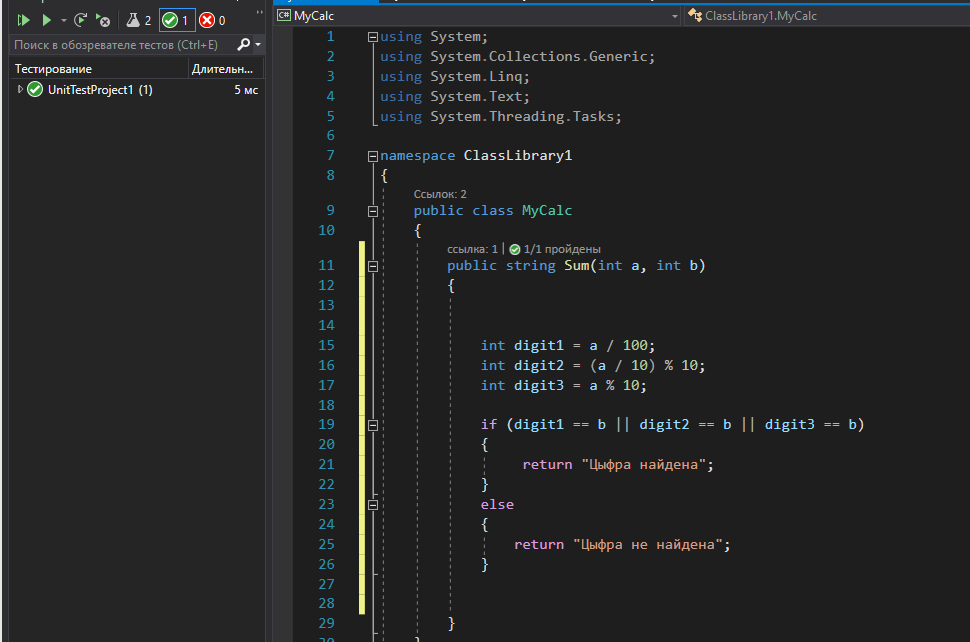 2 1 0
Поиск в обозревателе тестов (Ctrl+E)
Тестирование Длительн...
UnitTestProject1 (1) 5 мс
C# MyCalc ClassLibrary1.MyCalc
1 using System;
2 using System.Collections.Generic;
3 using System.Linq;
4 using System.Text;
5 using System.Threading.Tasks;
6
7 namespace ClassLibrary1
8 {
Ссылок: 2
9 public class MyCalc
10 {
ссылка: 1 | 1/1 пройдены
11 public string Sum(int a, int b)
12 {
13
14
15 int digit1 = a / 100;
16 int digit2 = (a / 10) % 10;
17 int digit3 = a % 10;
18
19 if (digit1 == b || digit2 == b || digit3 == b)
20 {
21 return "Цыфра найдена";
22 }
23 else
24 {
25 return "Цыфра не найдена";
26 }
27
28
29 }
30 }